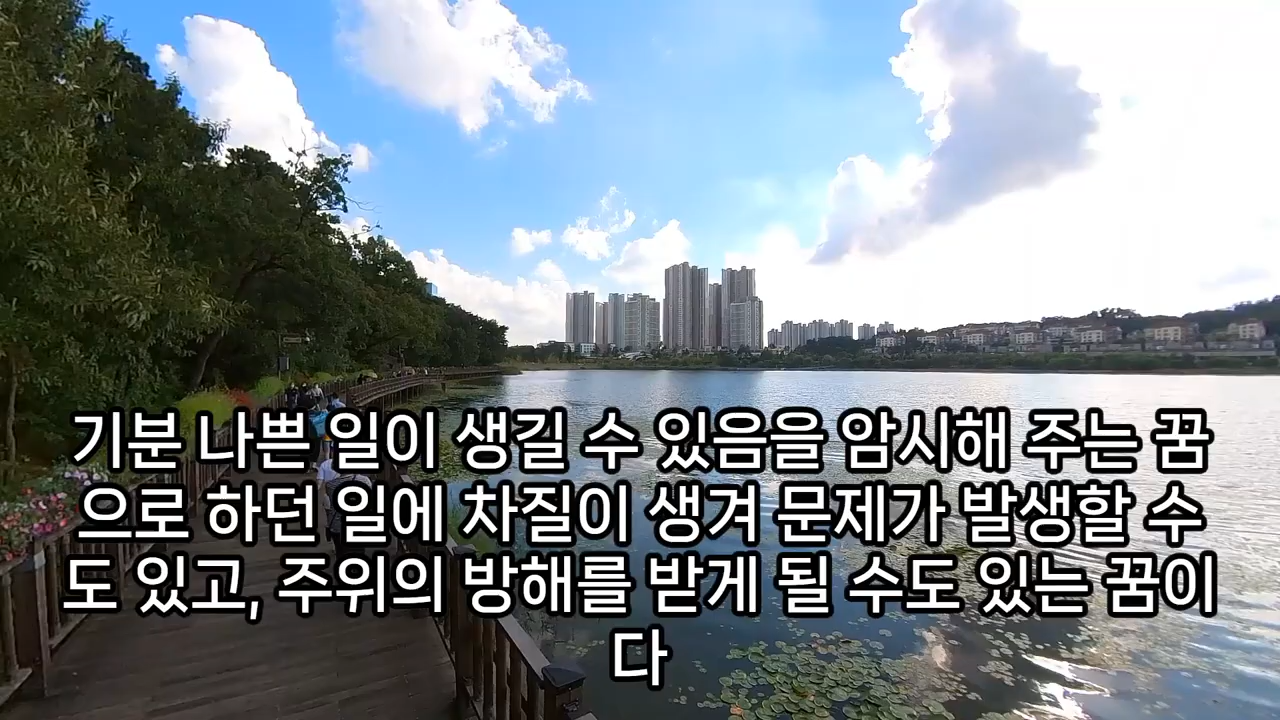 기분 나쁜 일이 생길 수 있음을 암시해 주는 꿈
으로 하던 일에 차질이 생겨 문제가 발생할 수
도 있고, 주위의 방해를 받게 될 수도 있는 꿈이
다